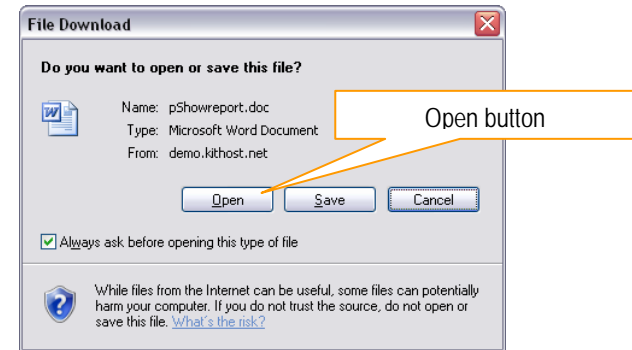 File Download
Do you want to open or save this file?
Name: pShowreport.doc
Type: Microsoft Word Document
From: demo.kithost.net
Open button
Open Save Cancel
Always ask before opening this type of file
While files from the Internet can be useful, some files can potentially
harm your computer. If you do not trust the source, do not open or
save this file. What's the risk?